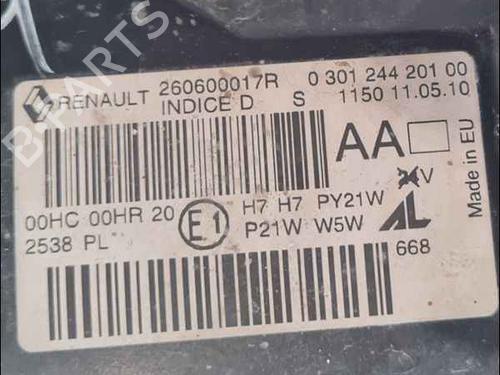 RENAULT 260600017R 0 301 244 201 00
INDICE D S 1150 11.05.10
AA
Made in EU
00HC 00HR 20 E1 H7 H7 PY21W V
2538 PL P21W W5W AL
668
B-PARTS